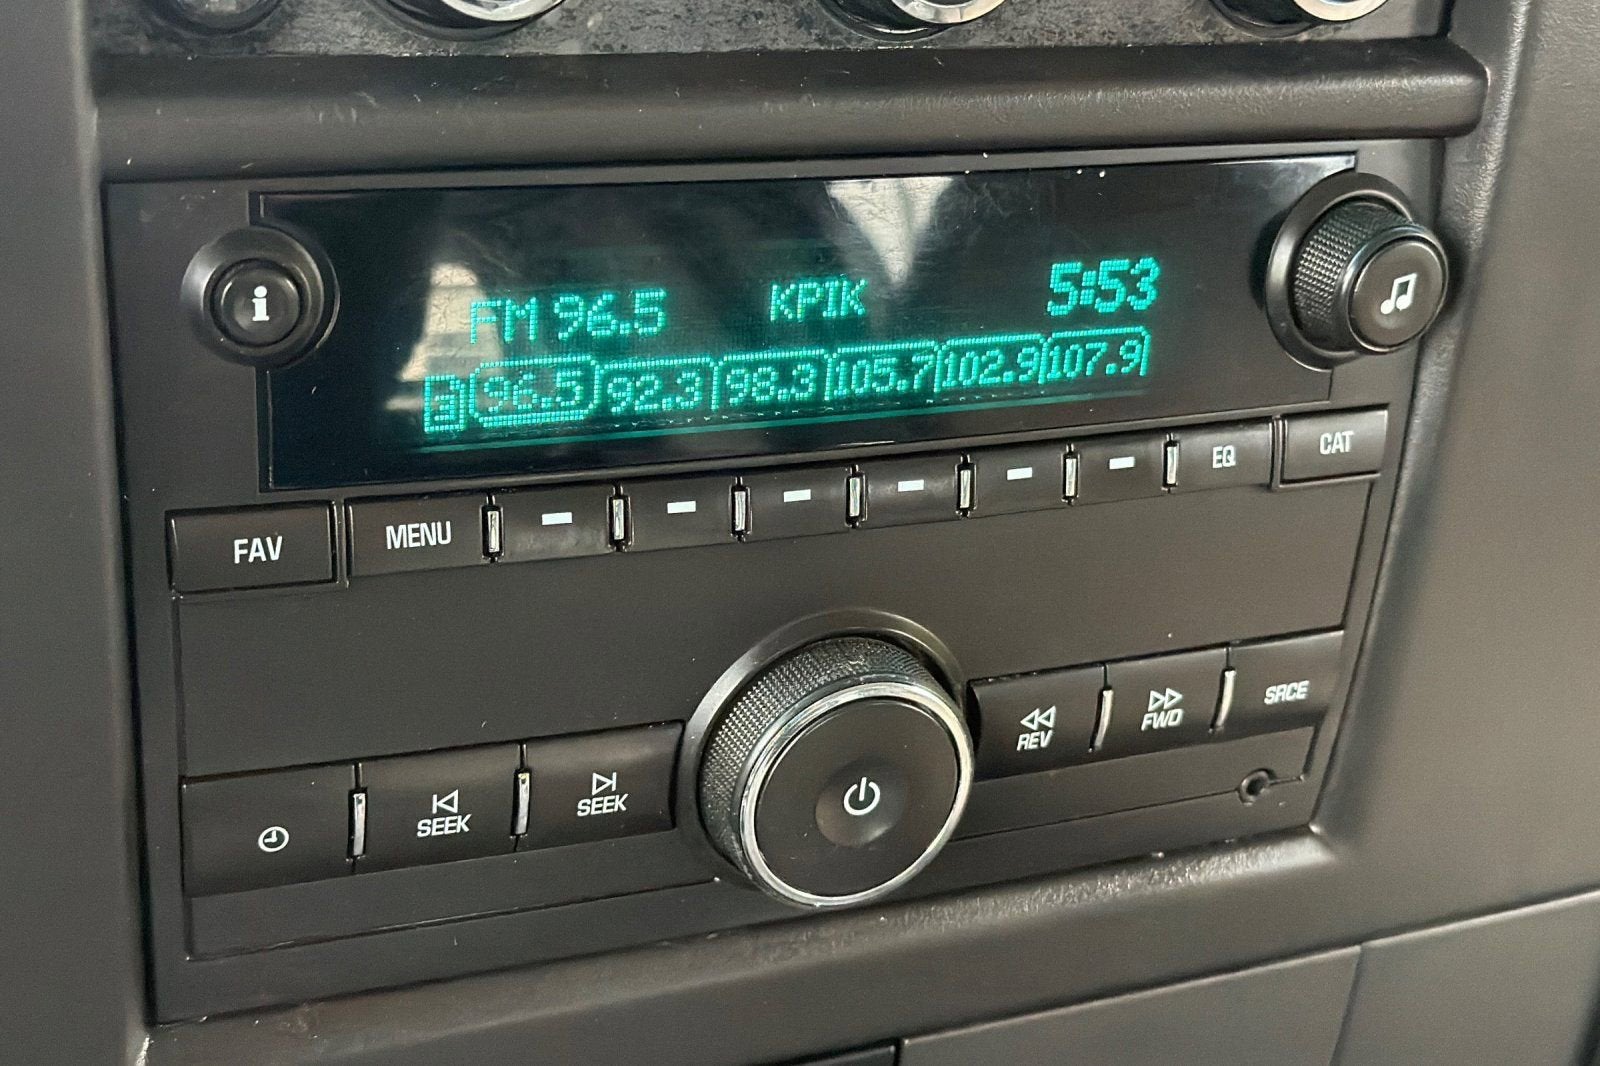 i
FM 96.5 KPIK 5:53
96.5 92.3 98.3 105.7 102.9 107.9
FAV MENU EQ CAT
SEEK SEEK REV FWD SRCE